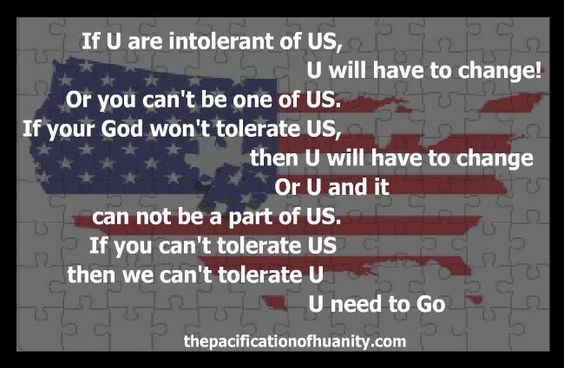 If U are intolerant of US,
U will have to change!
Or you can't be one of US.
If your God won't tolerate US,
then U will have to change
Or U and it
can not be a part of US.
If you can't tolerate US
then we can't tolerate U
U need to Go
thepacificationofhuanity.com